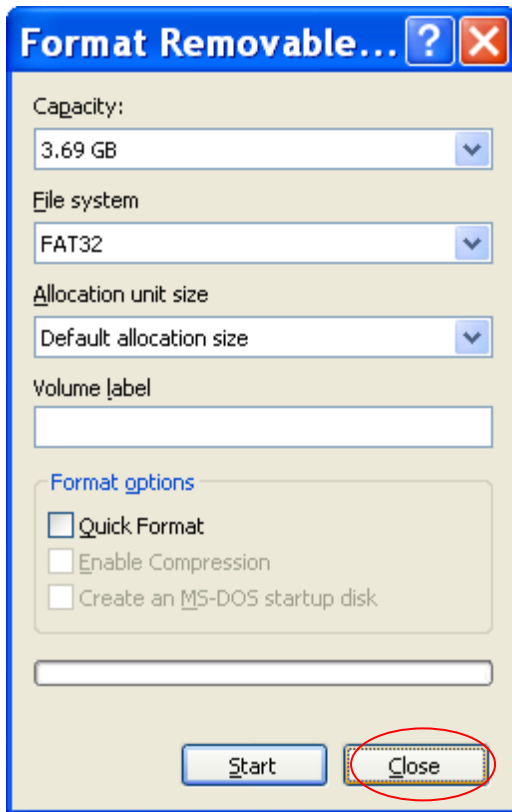 Format Removable... ?
Capacity:
3.69 GB
File system
FAT32
Allocation unit size
Default allocation size
Volume label
Format options
Quick Format
Enable Compression
Create an MS-DOS startup disk
Start Close